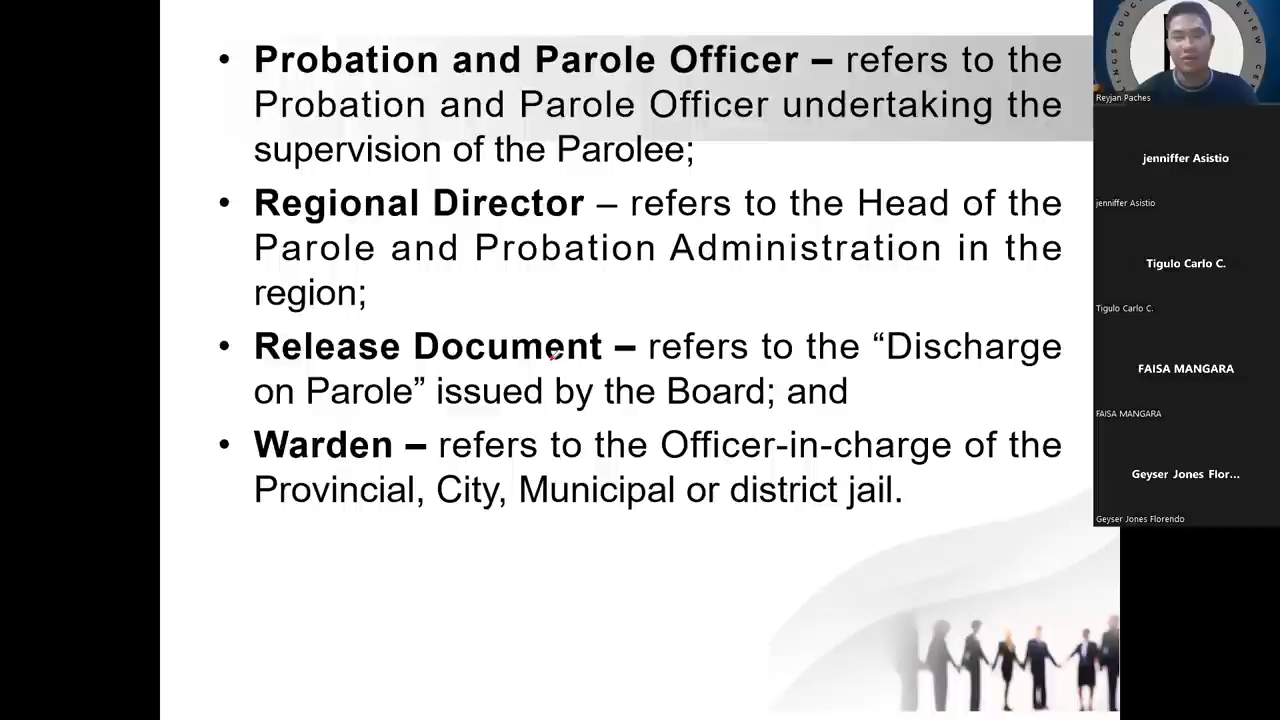 • Probation and Parole Officer – refers to the
Probation and Parole Officer undertaking the
supervision of the Parolee;
• Regional Director – refers to the Head of the
Parole and Probation Administration in the
region;
• Release Document – refers to the “Discharge
on Parole” issued by the Board; and
• Warden – refers to the Officer-in-charge of the
Provincial, City, Municipal or district jail.
Reyjan Paches
jenniffer Asistio
jenniffer Asistio
Tigulo Carlo C.
Tigulo Carlo C.
FAISA MANGARA
FAISA MANGARA
Geyser Jones Flor...
Geyser Jones Florendo